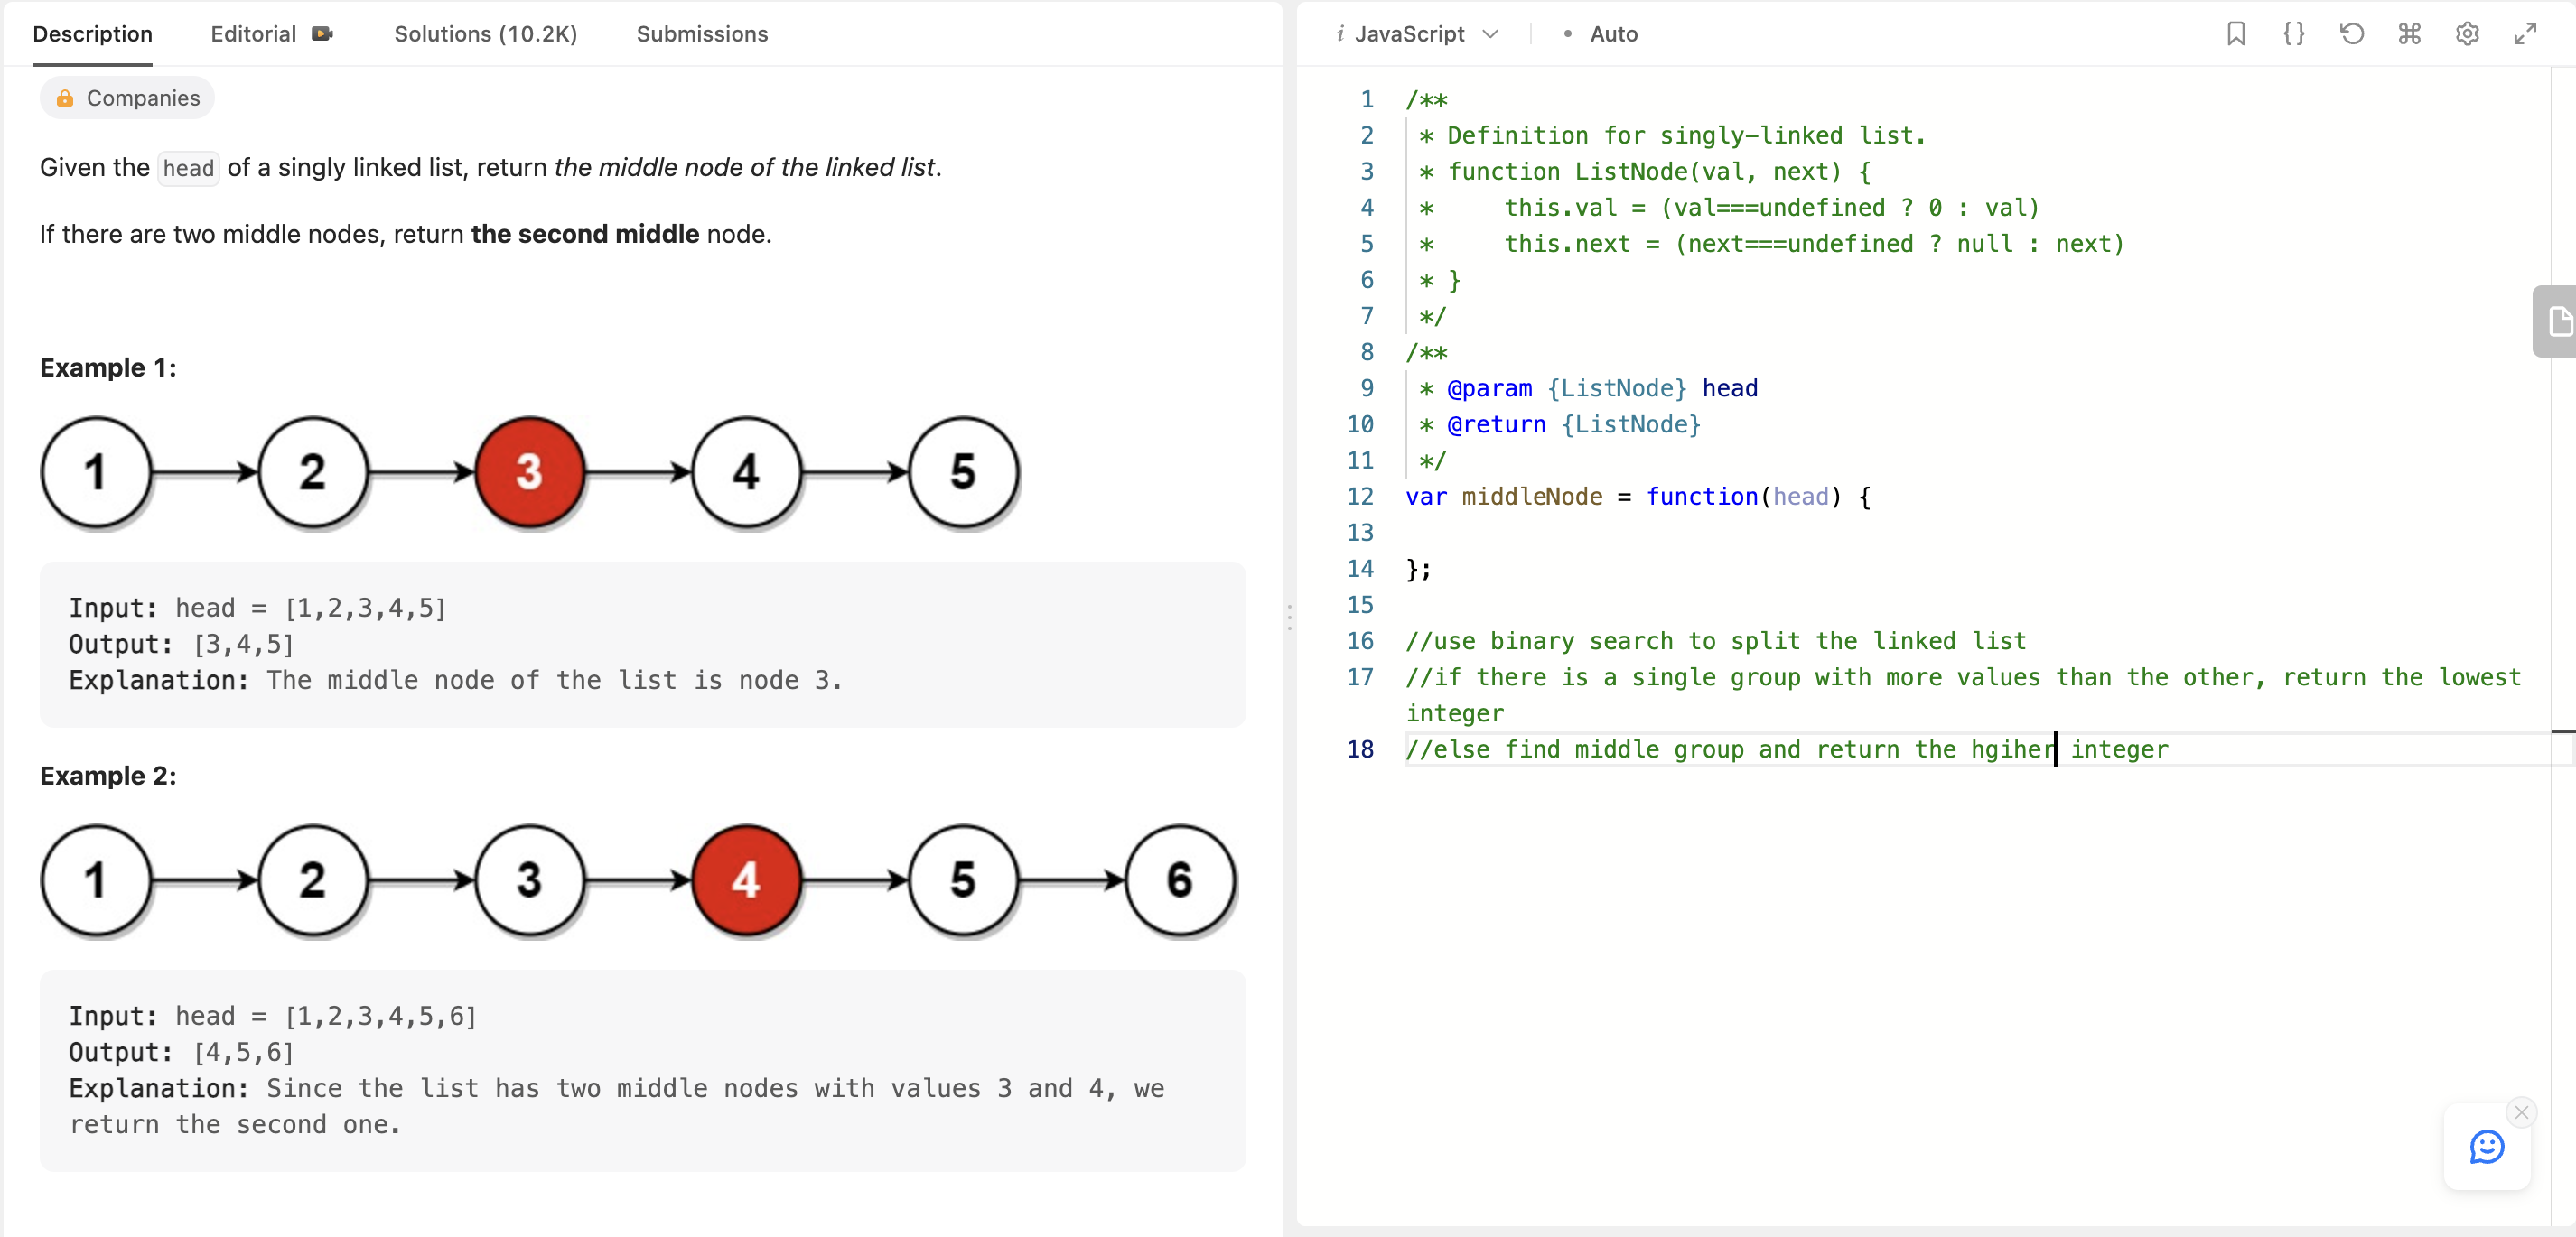 Description Editorial Solutions (10.2K) Submissions
Companies
Given the head of a singly linked list, return the middle node of the linked list.
If there are two middle nodes, return the second middle node.
Example 1:
1 2 3 4 5
Input: head = [1,2,3,4,5]
Output: [3,4,5]
Explanation: The middle node of the list is node 3.
Example 2:
1 2 3 4 5 6
Input: head = [1,2,3,4,5,6]
Output: [4,5,6]
Explanation: Since the list has two middle nodes with values 3 and 4, we
return the second one.
i JavaScript • Auto
1 /**
2  * Definition for singly-linked list.
3  * function ListNode(val, next) {
4  *     this.val = (val===undefined ? 0 : val)
5  *     this.next = (next===undefined ? null : next)
6  * }
7  */
8 /**
9  * @param {ListNode} head
10  * @return {ListNode}
11  */
12 var middleNode = function(head) {
13
14 };
15
16 //use binary search to split the linked list
17 //if there is a single group with more values than the other, return the lowest
integer
18 //else find middle group and return the hgiher integer